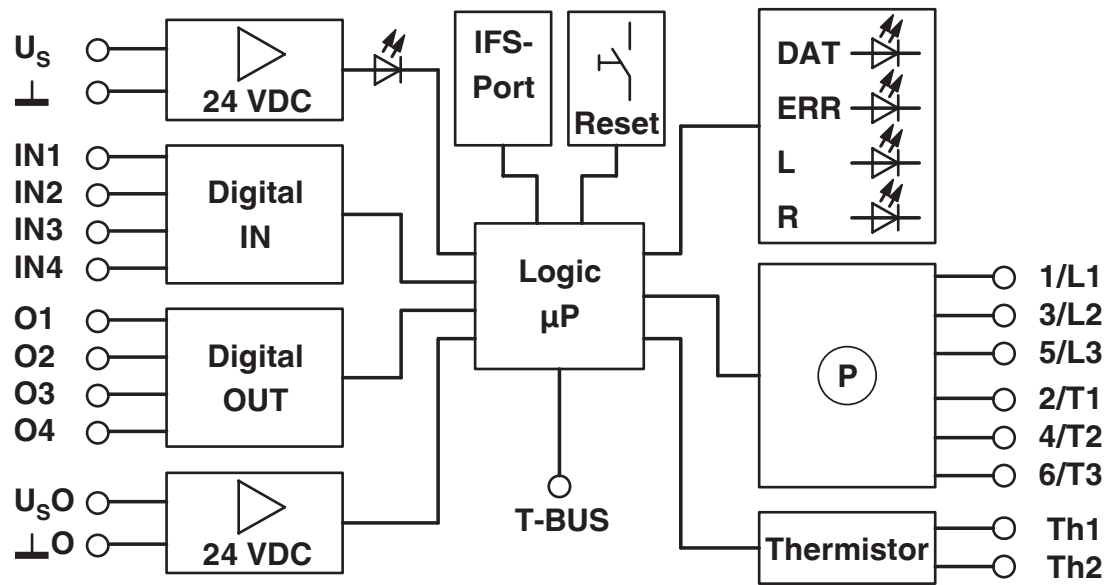 U_S
⊥
24 VDC
IN1
IN2
IN3
IN4
Digital
IN
O1
O2
O3
O4
Digital
OUT
U_SO
⊥O
24 VDC
IFS-
Port
Reset
Logic
µP
T-BUS
DAT
ERR
L
R
P
1/L1
3/L2
5/L3
2/T1
4/T2
6/T3
Thermistor
Th1
Th2